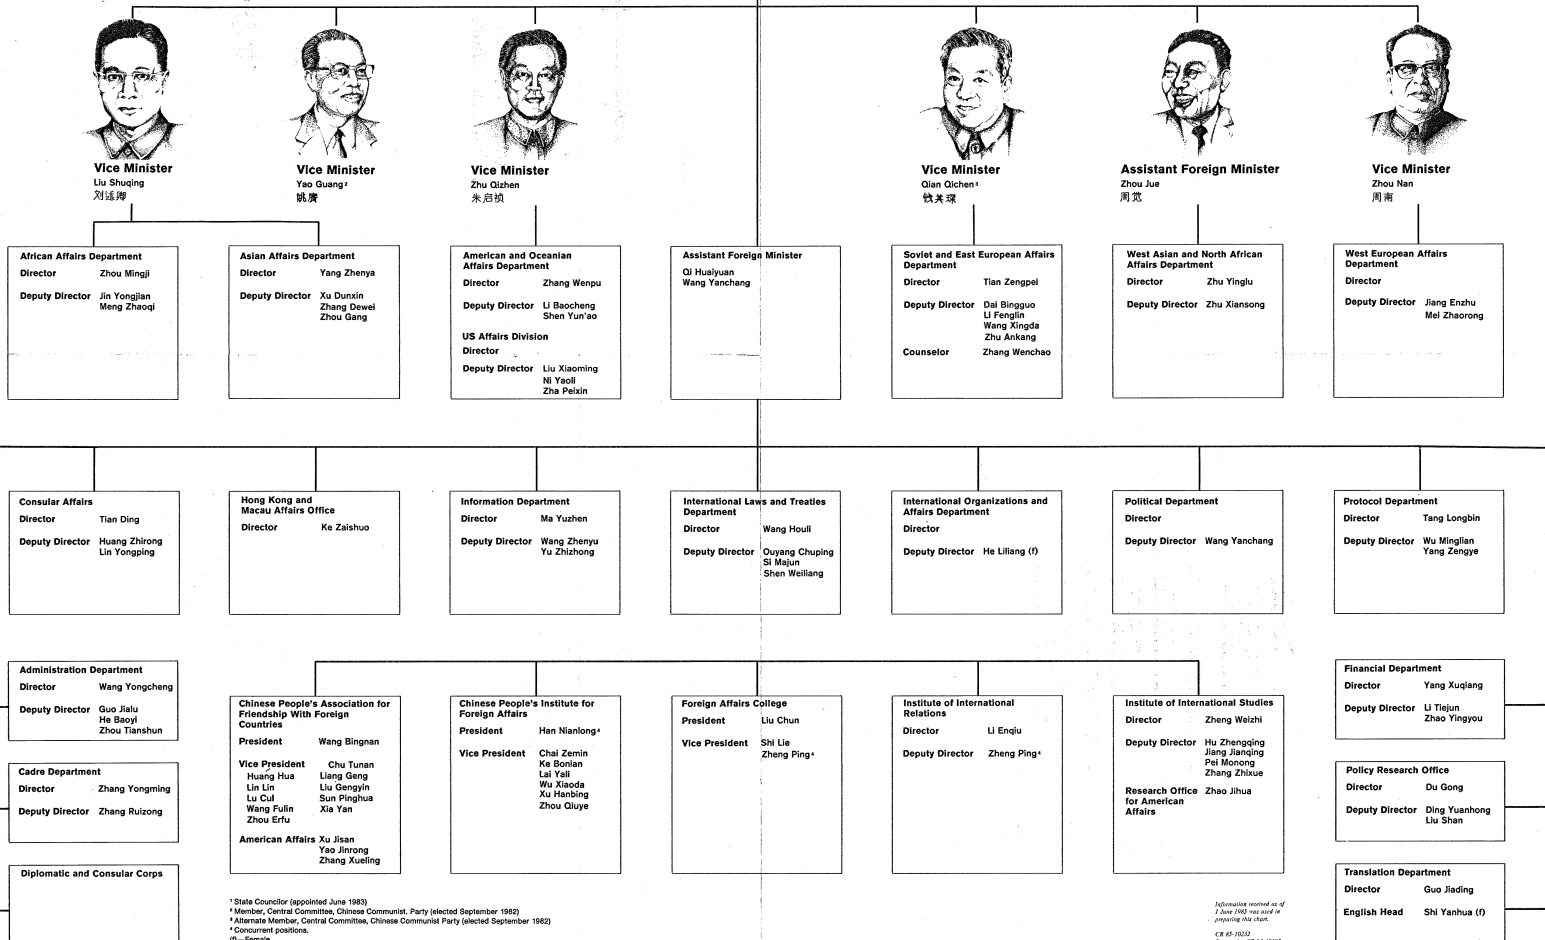 Vice Minister
Liu Shuqing
刘述卿
Vice Minister
Yao Guang²
姚广
Vice Minister
Zhu Qizhen
朱启祯
Vice Minister
Qian Qichen³
钱其琛
Assistant Foreign Minister
Zhou Jue
周觉
Vice Minister
Zhou Nan
周南
African Affairs Department
Director Zhou Mingji
Deputy Director Jin Yongjian
Meng Zhaoqi
Asian Affairs Department
Director Yang Zhenya
Deputy Director Xu Dunxin
Zhang Dewei
Zhou Gang
American and Oceanian
Affairs Department
Director Zhang Wenpu
Deputy Director Li Baocheng
Shen Yun'ao
US Affairs Division
Director
Deputy Director Liu Xiaoming
Ni Yaoli
Zha Peixin
Assistant Foreign Minister
Qi Huaiyuan
Wang Yanchang
Soviet and East European Affairs
Department
Director Tian Zengpei
Deputy Director Dai Bingguo
Li Fenglin
Wang Xingda
Zhu Ankang
Counselor Zhang Wenchao
West Asian and North African
Affairs Department
Director Zhu Yinglu
Deputy Director Zhu Xiansong
West European Affairs
Department
Director
Deputy Director Jiang Enzhu
Mei Zhaorong
Consular Affairs
Director Tian Ding
Deputy Director Huang Zhirong
Lin Yongping
Hong Kong and
Macau Affairs Office
Director Ke Zaishuo
Information Department
Director Ma Yuzhen
Deputy Director Wang Zhenyu
Yu Zhizhong
International Laws and Treaties
Department
Director Wang Houli
Deputy Director Ouyang Chuping
Si Majun
Shen Weiliang
International Organizations and
Affairs Department
Director
Deputy Director He Liliang (f)
Political Department
Director
Deputy Director Wang Yanchang
Protocol Department
Director Tang Longbin
Deputy Director Wu Minglian
Yang Zengye
Administration Department
Director Wang Yongcheng
Deputy Director Guo Jialu
He Baoyi
Zhou Tianshun
Cadre Department
Director Zhang Yongming
Deputy Director Zhang Ruizong
Diplomatic and Consular Corps
Chinese People's Association for
Friendship With Foreign
Countries
President Wang Bingnan
Vice President Chu Tunan
Huang Hua Liang Geng
Lin Lin Liu Gengyin
Lu Cui Sun Pinghua
Wang Fulin Xia Yan
Zhou Erfu
American Affairs Xu Jisan
Yao Jinrong
Zhang Xueling
Chinese People's Institute for
Foreign Affairs
President Han Nianlong⁴
Vice President Chai Zemin
Ke Bonian
Lai Yali
Wu Xiaoda
Xu Hanbing
Zhou Qiuye
Foreign Affairs College
President Liu Chun
Vice President Shi Lie
Zheng Ping⁴
Institute of International
Relations
Director Li Enqiu
Deputy Director Zheng Ping⁴
Institute of International Studies
Director Zheng Weizhi
Deputy Director Hu Zhengqing
Jiang Jianqing
Pei Monong
Zhang Zhixue
Research Office Zhao Jihua
for American
Affairs
Financial Department
Director Yang Xuqiang
Deputy Director Li Tiejun
Zhao Yingyou
Policy Research Office
Director Du Gong
Deputy Director Ding Yuanhong
Liu Shan
Translation Department
Director Guo Jiading
English Head Shi Yanhua (f)
¹ State Councilor (appointed June 1983)
² Member, Central Committee, Chinese Communist. Party (elected September 1982)
³ Alternate Member, Central Committee, Chinese Communist Party (elected September 1982)
⁴ Concurrent positions.
(f)—Female
Information received as of
1 June 1985 was used in
preparing this chart.
CR 85-10232